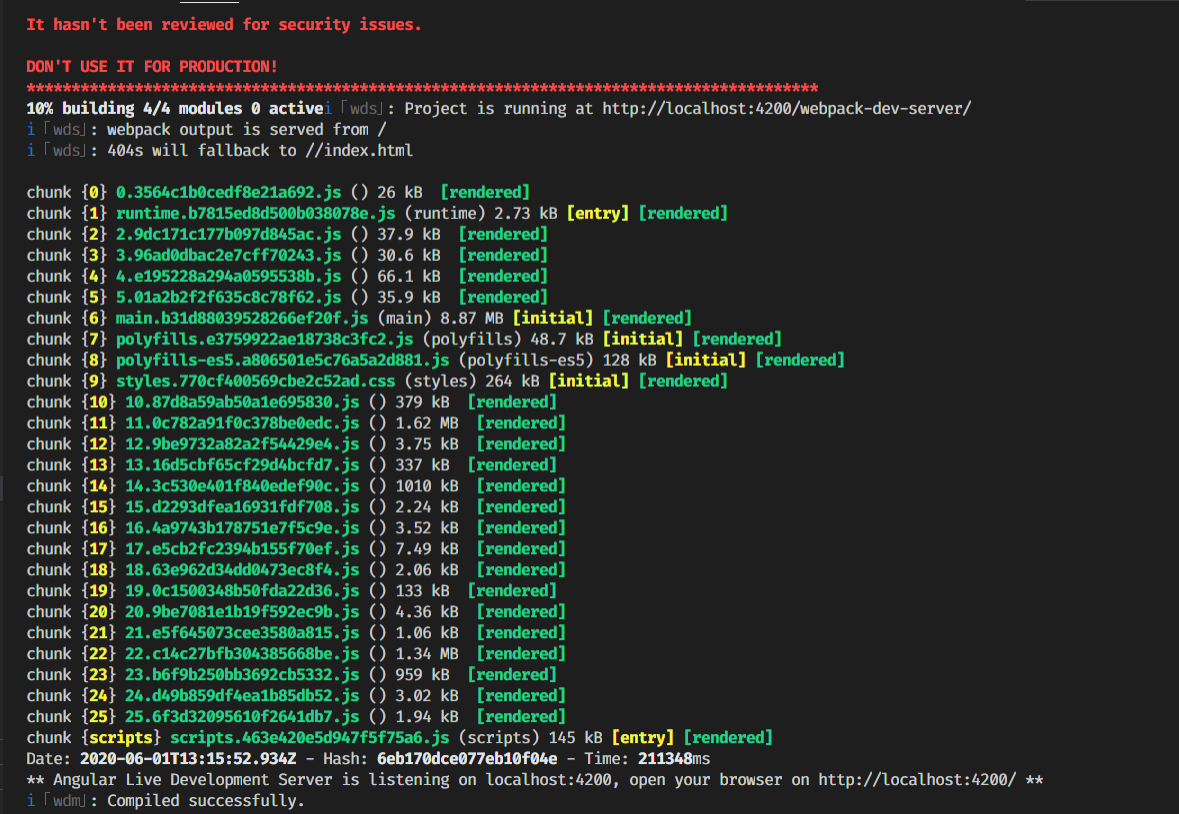 It hasn't been reviewed for security issues.
DON'T USE IT FOR PRODUCTION!
****************************************************************************************
10% building 4/4 modules 0 activei ｢wds｣: Project is running at http://localhost:4200/webpack-dev-server/
i ｢wds｣: webpack output is served from /
i ｢wds｣: 404s will fallback to //index.html
chunk {0} 0.3564c1b0cedf8e21a692.js () 26 kB  [rendered]
chunk {1} runtime.b7815ed8d500b038078e.js (runtime) 2.73 kB [entry] [rendered]
chunk {2} 2.9dc171c177b097d845ac.js () 37.9 kB  [rendered]
chunk {3} 3.96ad0dbac2e7cff70243.js () 30.6 kB  [rendered]
chunk {4} 4.e195228a294a0595538b.js () 66.1 kB  [rendered]
chunk {5} 5.01a2b2f2f635c8c78f62.js () 35.9 kB  [rendered]
chunk {6} main.b31d88039528266ef20f.js (main) 8.87 MB [initial] [rendered]
chunk {7} polyfills.e3759922ae18738c3fc2.js (polyfills) 48.7 kB [initial] [rendered]
chunk {8} polyfills-es5.a806501e5c76a5a2d881.js (polyfills-es5) 128 kB [initial] [rendered]
chunk {9} styles.770cf400569cbe2c52ad.css (styles) 264 kB [initial] [rendered]
chunk {10} 10.87d8a59ab50a1e695830.js () 379 kB  [rendered]
chunk {11} 11.0c782a91f0c378be0edc.js () 1.62 MB  [rendered]
chunk {12} 12.9be9732a82a2f54429e4.js () 3.75 kB  [rendered]
chunk {13} 13.16d5cbf65cf29d4bcfd7.js () 337 kB  [rendered]
chunk {14} 14.3c530e401f840edef90c.js () 1010 kB  [rendered]
chunk {15} 15.d2293dfea16931fdf708.js () 2.24 kB  [rendered]
chunk {16} 16.4a9743b178751e7f5c9e.js () 3.52 kB  [rendered]
chunk {17} 17.e5cb2fc2394b155f70ef.js () 7.49 kB  [rendered]
chunk {18} 18.63e962d34dd0473ec8f4.js () 2.06 kB  [rendered]
chunk {19} 19.0c1500348b50fda22d36.js () 133 kB  [rendered]
chunk {20} 20.9be7081e1b19f592ec9b.js () 4.36 kB  [rendered]
chunk {21} 21.e5f645073cee3580a815.js () 1.06 kB  [rendered]
chunk {22} 22.c14c27bfb304385668be.js () 1.34 MB  [rendered]
chunk {23} 23.b6f9b250bb3692cb5332.js () 959 kB  [rendered]
chunk {24} 24.d49b859df4ea1b85db52.js () 3.02 kB  [rendered]
chunk {25} 25.6f3d32095610f2641db7.js () 1.94 kB  [rendered]
chunk {scripts} scripts.463e420e5d947f5f75a6.js (scripts) 145 kB [entry] [rendered]
Date: 2020-06-01T13:15:52.934Z - Hash: 6eb170dce077eb10f04e - Time: 211348ms
** Angular Live Development Server is listening on localhost:4200, open your browser on http://localhost:4200/ **
i ｢wdm｣: Compiled successfully.